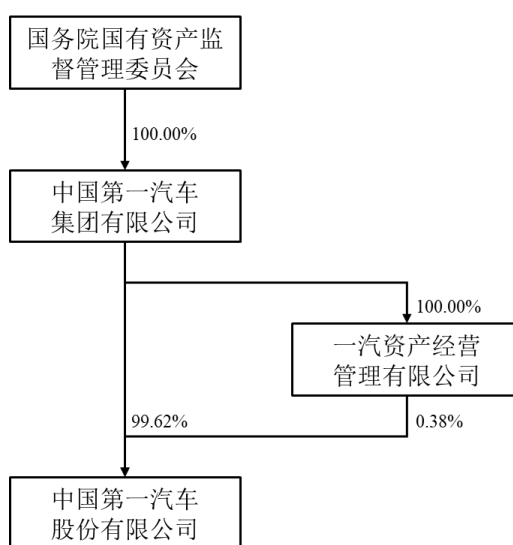 国务院国有资产监
督管理委员会
100.00%
中国第一汽车
集团有限公司
100.00%
一汽资产经营
管理有限公司
99.62%
0.38%
中国第一汽车
股份有限公司